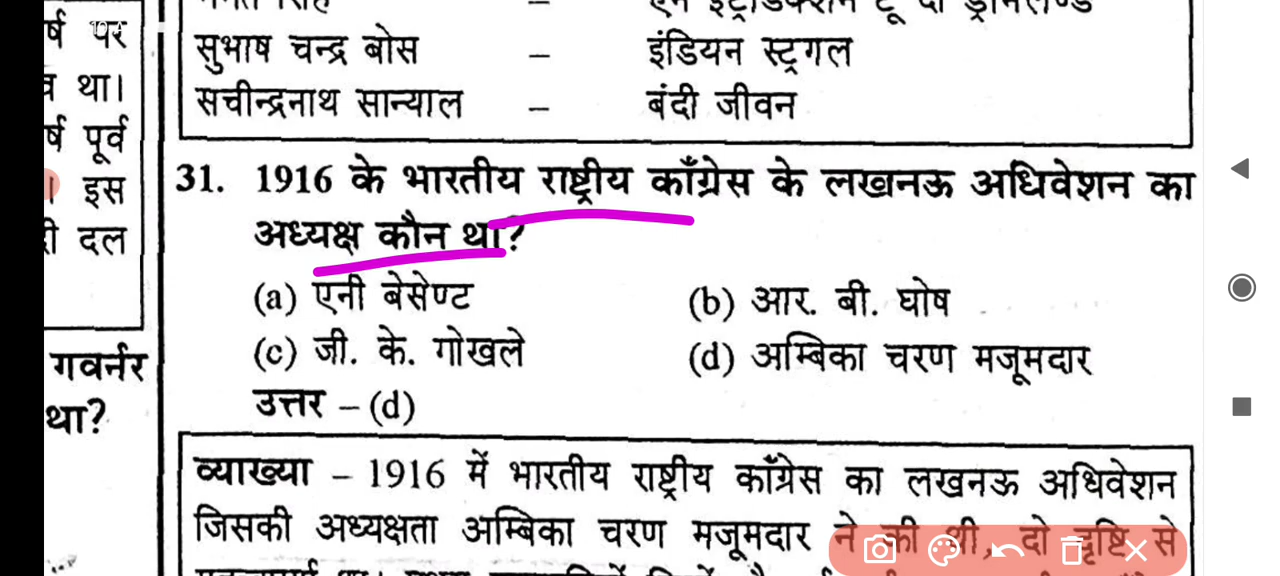 र्ष पर
सुभाष चन्द्र बोस – इंडियन स्ट्रगल
था।
सचीन्द्रनाथ सान्याल – बंदी जीवन
र्ष पूर्व
। इस
ी दल
31. 1916 के भारतीय राष्ट्रीय काँग्रेस के लखनऊ अधिवेशन का
अध्यक्ष कौन था?
(a) एनी बेसेण्ट (b) आर. बी. घोष
(c) जी. के. गोखले (d) अम्बिका चरण मजूमदार
गवर्नर
उत्तर – (d)
था?
व्याख्या – 1916 में भारतीय राष्ट्रीय काँग्रेस का लखनऊ अधिवेशन
जिसकी अध्यक्षता अम्बिका चरण मजूमदार ने की थी, दो दृष्टि से